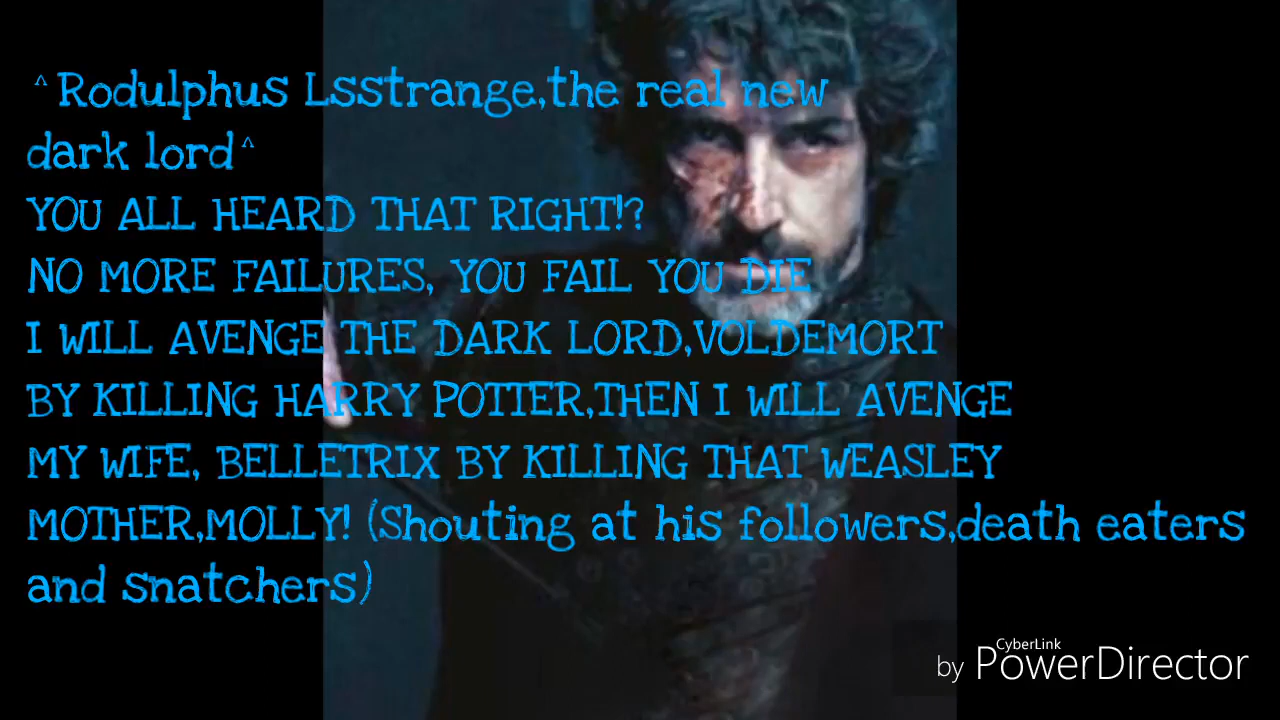 ^Rodulphus Lsstrange,the real new
dark lord^
YOU ALL HEARD THAT RIGHT!?
NO MORE FAILURES, YOU FAIL YOU DIE
I WILL AVENGE THE DARK LORD,VOLDEMORT
BY KILLING HARRY POTTER,THEN I WILL AVENGE
MY WIFE, BELLETRIX BY KILLING THAT WEASLEY
MOTHER,MOLLY! (Shouting at his followers,death eaters
and snatchers)
CyberLink
by PowerDirector